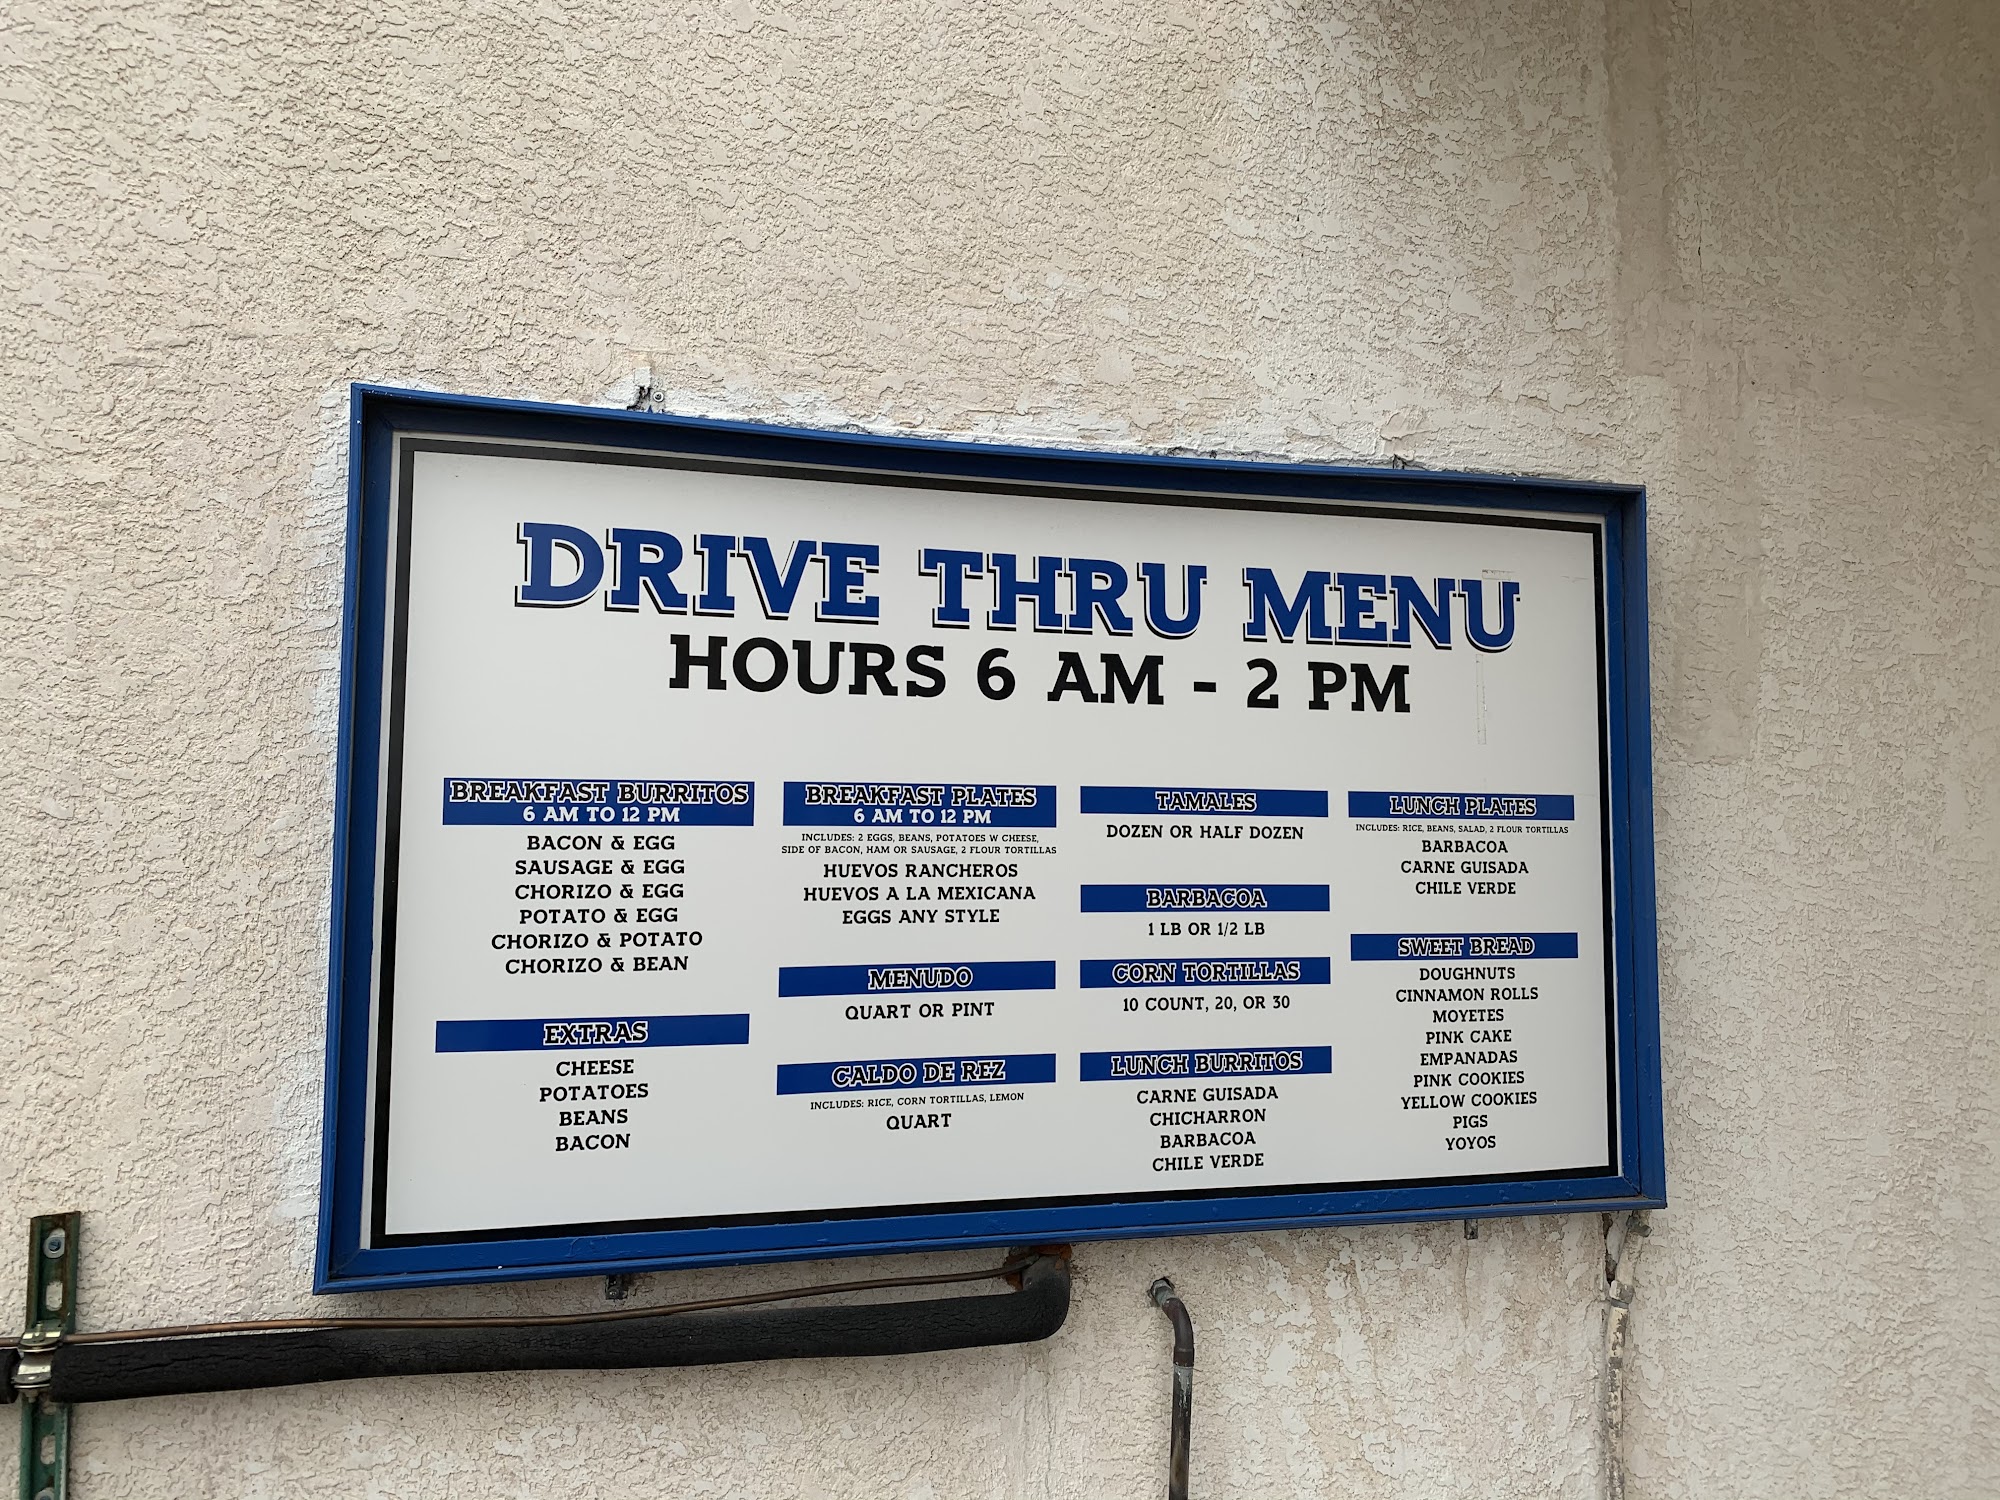 DRIVE THRU MENU
HOURS 6 AM - 2 PM
BREAKFAST BURRITOS
6 AM TO 12 PM
BACON & EGG
SAUSAGE & EGG
CHORIZO & EGG
POTATO & EGG
CHORIZO & POTATO
CHORIZO & BEAN
EXTRAS
CHEESE
POTATOES
BEANS
BACON
BREAKFAST PLATES
6 AM TO 12 PM
INCLUDES: 2 EGGS, BEANS, POTATOES W CHEESE,
SIDE OF BACON, HAM OR SAUSAGE, 2 FLOUR TORTILLAS
HUEVOS RANCHEROS
HUEVOS A LA MEXICANA
EGGS ANY STYLE
MENUDO
QUART OR PINT
CALDO DE REZ
INCLUDES: RICE, CORN TORTILLAS, LEMON
QUART
TAMALES
DOZEN OR HALF DOZEN
BARBACOA
1 LB OR 1/2 LB
CORN TORTILLAS
10 COUNT, 20, OR 30
LUNCH BURRITOS
CARNE GUISADA
CHICHARRON
BARBACOA
CHILE VERDE
LUNCH PLATES
INCLUDES: RICE, BEANS, SALAD, 2 FLOUR TORTILLAS
BARBACOA
CARNE GUISADA
CHILE VERDE
SWEET BREAD
DOUGHNUTS
CINNAMON ROLLS
MOYETES
PINK CAKE
EMPANADAS
PINK COOKIES
YELLOW COOKIES
PIGS
YOYOS